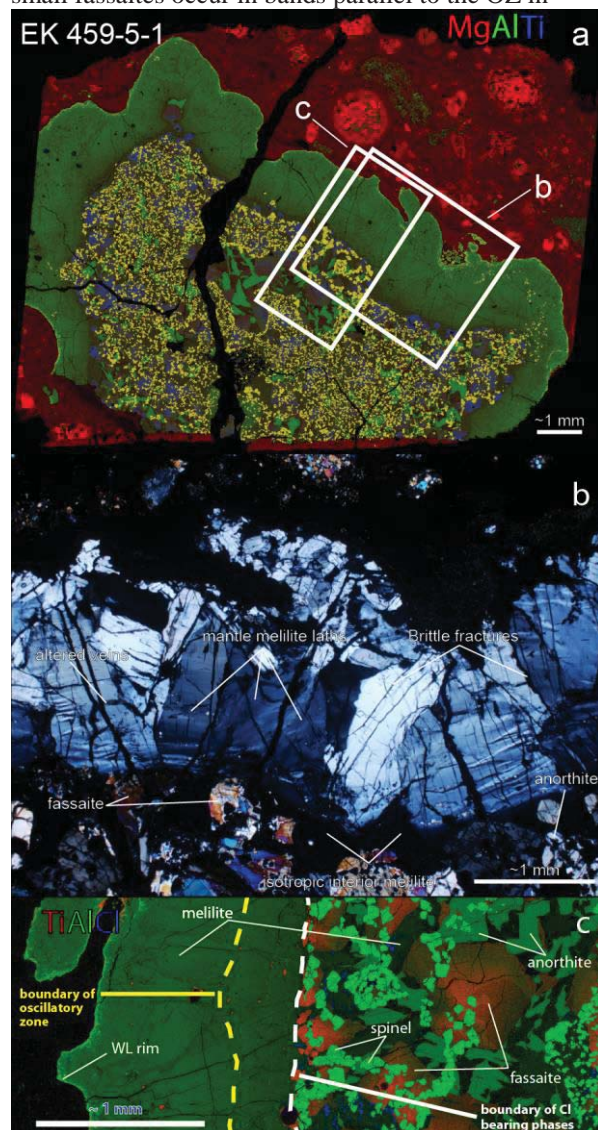 small fassaites occur in bands parallel to the OZ in
EK 459-5-1
MgAlTi
a
c
b
~1 mm
b
mantle melilite laths
Brittle fractures
altered veins
anorthite
fassaite
isotropic interior melilite
~1 mm
TiAlCl
melilite
c
anorthite
boundary of
oscillatory
zone
spinel
WL rim
fassaite
1 mm
boundary of Cl
bearing phases